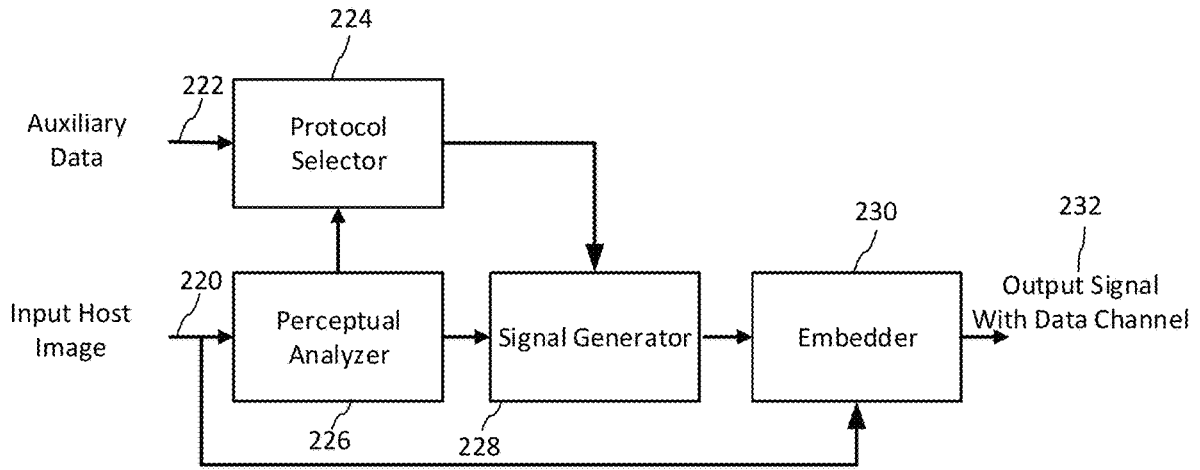 224
222
Auxiliary
Data
Protocol
Selector
230
232
220
Input Host
Image
Perceptual
Analyzer
Signal Generator
Embedder
Output Signal
With Data Channel
226
228